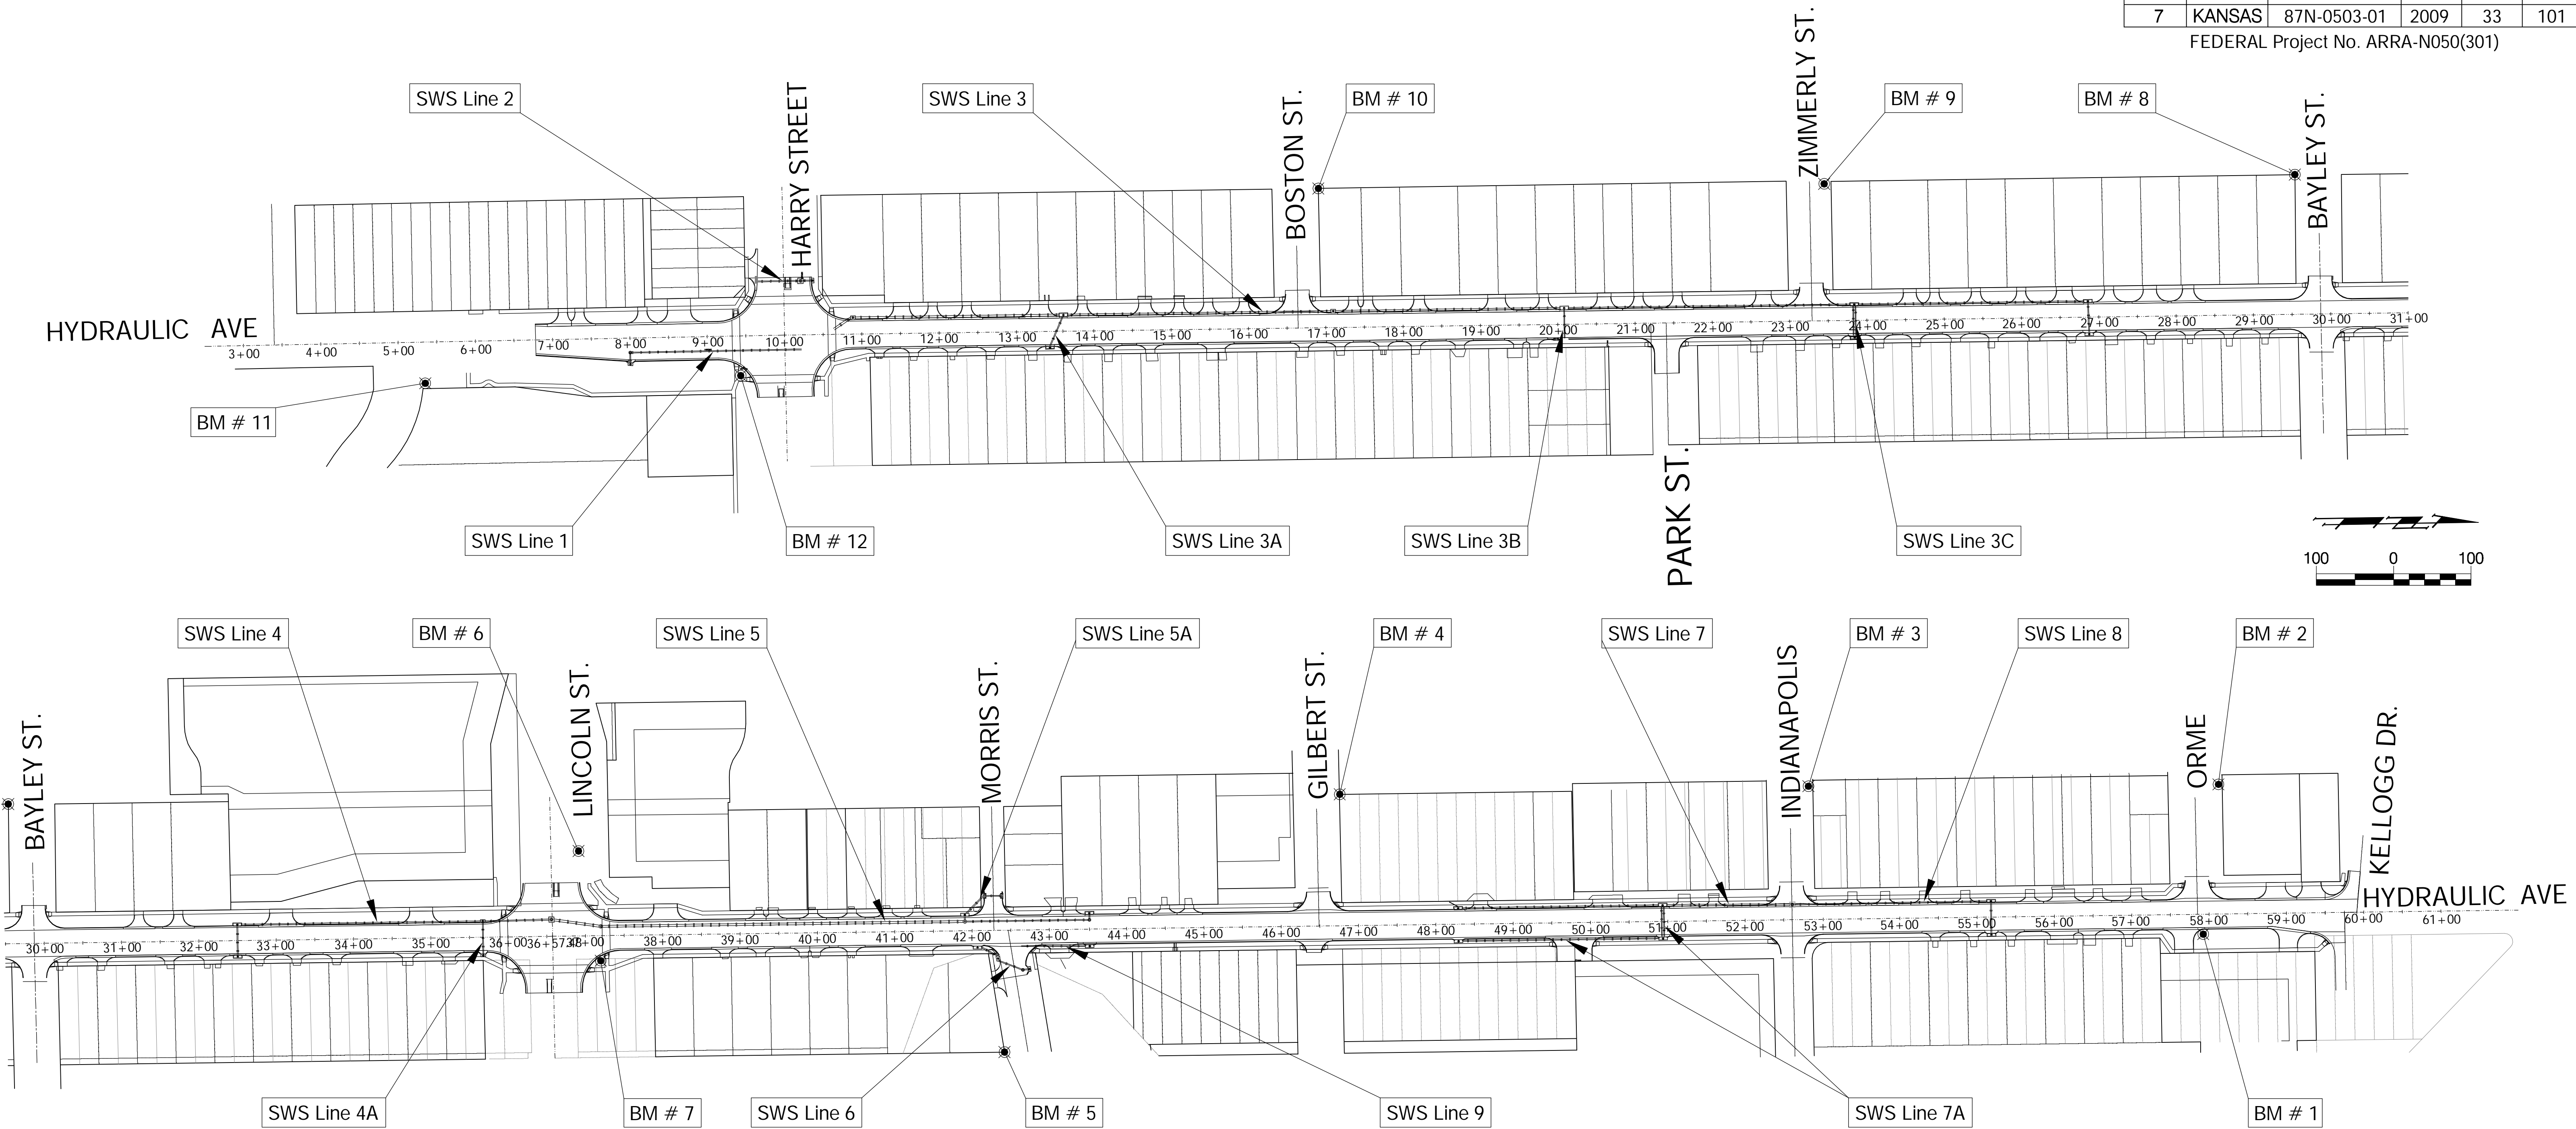 7 KANSAS 87N-0503-01 2009 33 101
FEDERAL Project No. ARRA-N050(301)
SWS Line 2
HARRY STREET
SWS Line 3
BOSTON ST.
BM # 10
ZIMMERLY ST.
BM # 9
BM # 8
BAYLEY ST.
HYDRAULIC AVE
3+00 4+00 5+00 6+00 7+00 8+00 9+00 10+00 11+00 12+00 13+00 14+00 15+00 16+00 17+00 18+00 19+00 20+00 21+00 22+00 23+00 24+00 25+00 26+00 27+00 28+00 29+00 30+00 31+00
BM # 11
SWS Line 1
BM # 12
SWS Line 3A
SWS Line 3B
PARK ST.
SWS Line 3C
100 0 100
SWS Line 4
BM # 6
SWS Line 5
SWS Line 5A
BM # 4
SWS Line 7
BM # 3
SWS Line 8
BM # 2
BAYLEY ST.
LINCOLN ST.
MORRIS ST.
GILBERT ST.
INDIANAPOLIS
ORME
KELLOGG DR.
HYDRAULIC AVE
30+00 31+00 32+00 33+00 34+00 35+00 36+00 38+00 39+00 40+00 41+00 42+00 43+00 44+00 45+00 46+00 47+00 48+00 49+00 50+00 51+00 52+00 53+00 54+00 55+00 56+00 57+00 58+00 59+00 60+00 61+00
SWS Line 4A
BM # 7
SWS Line 6
BM # 5
SWS Line 9
SWS Line 7A
BM # 1